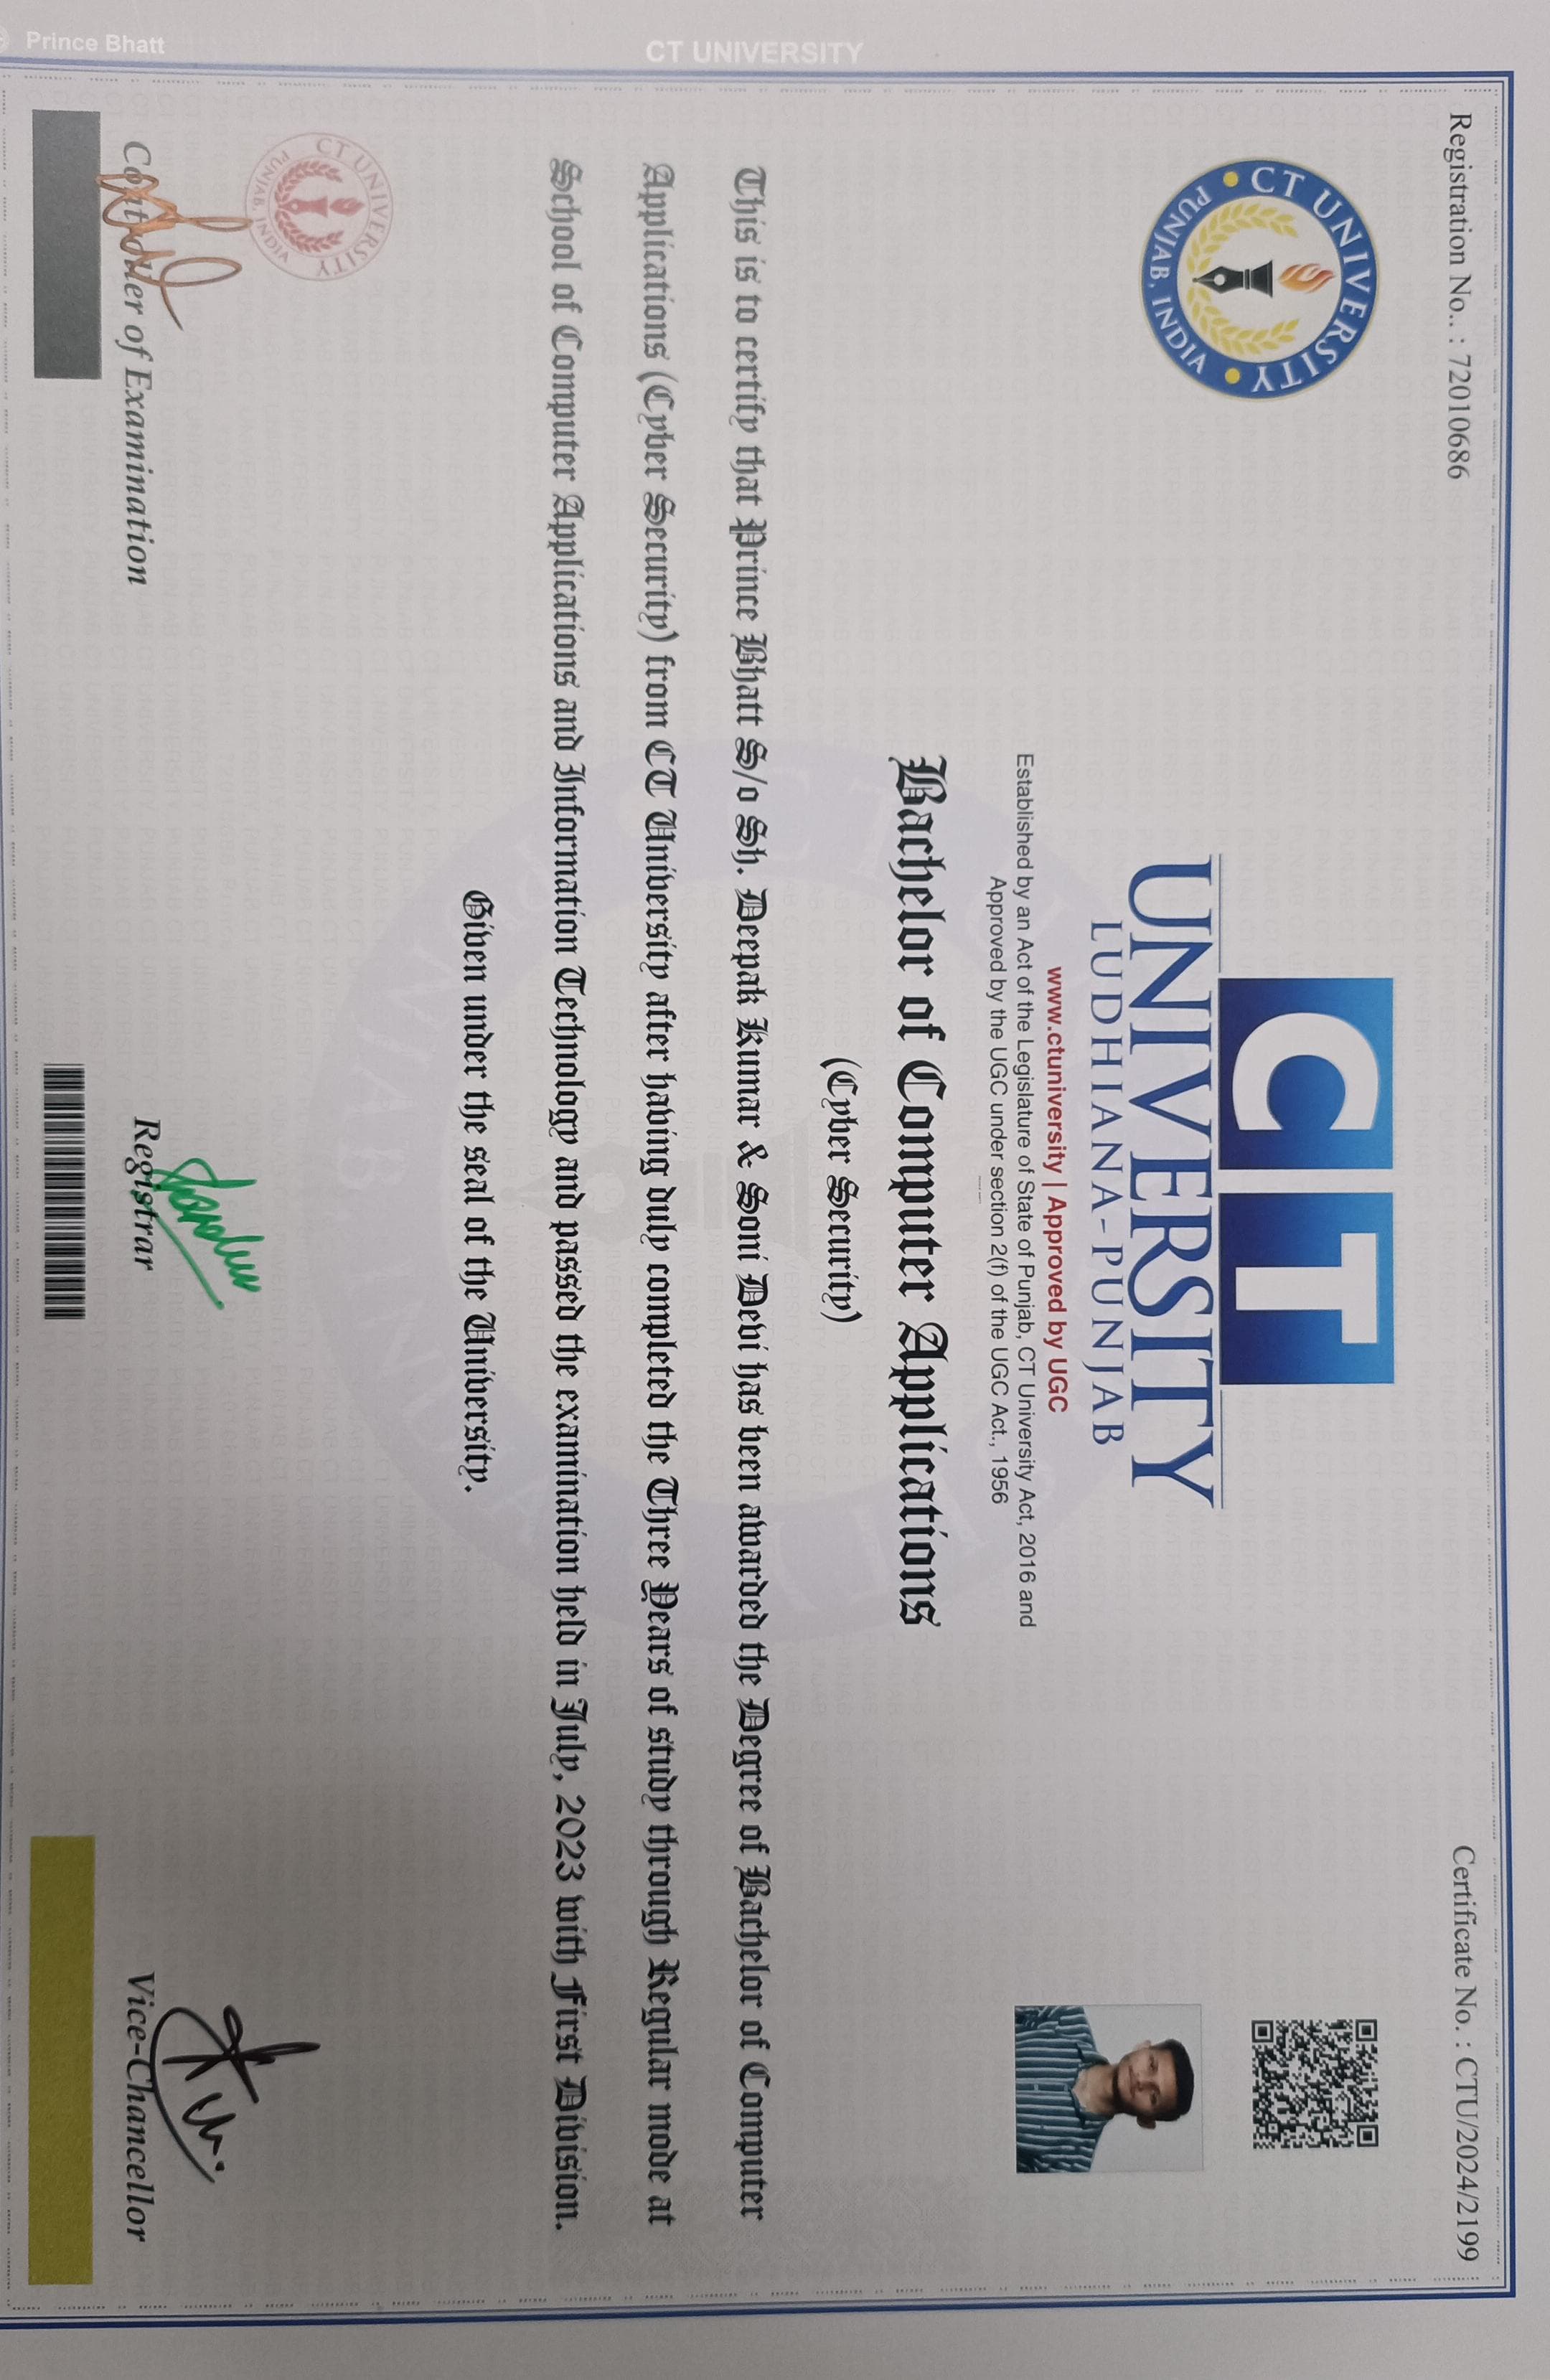 Prince Bhatt
CT UNIVERSITY
Registration No.. : 72010686
Certificate No. : CTU/2024/2199
CT UNIVERSITY
PUNJAB, INDIA
CT
UNIVERSITY
LUDHIANA-PUNJAB
www.ctuniversity | Approved by UGC
Established by an Act of the Legislature of State of Punjab, CT University Act, 2016 and
Approved by the UGC under section 2(f) of the UGC Act., 1956
Bachelor of Computer Applications
(Cyber Security)
This is to certify that Prince Bhatt S/o Sh. Deepak Kumar & Soni Devi has been awarded the Degree of Bachelor of Computer
Applications (Cyber Security) from CT University after having duly completed the Three Years of study through Regular mode at
School of Computer Applications and Information Technology and passed the examination held in July, 2023 with First Division.
Given under the seal of the University.
CT UNIVERSITY
PUNJAB, INDIA
Controller of Examination
Registrar
Vice-Chancellor